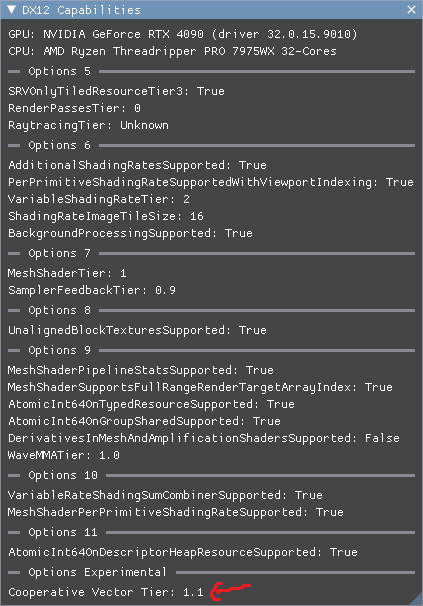 DX12 Capabilities
GPU: NVIDIA GeForce RTX 4090 (driver 32.0.15.9010)
CPU: AMD Ryzen Threadripper PRO 7975WX 32-Cores
Options 5
SRVOnlyTiledResourceTier3: True
RenderPassesTier: 0
RaytracingTier: Unknown
Options 6
AdditionalShadingRatesSupported: True
PerPrimitiveShadingRateSupportedWithViewportIndexing: True
VariableShadingRateTier: 2
ShadingRateImageTileSize: 16
BackgroundProcessingSupported: True
Options 7
MeshShaderTier: 1
SamplerFeedbackTier: 0.9
Options 8
UnalignedBlockTexturesSupported: True
Options 9
MeshShaderPipelineStatsSupported: True
MeshShaderSupportsFullRangeRenderTargetArrayIndex: True
AtomicInt64OnTypedResourceSupported: True
AtomicInt64OnGroupSharedSupported: True
DerivativesInMeshAndAmplificationShadersSupported: False
WaveMMATier: 1.0
Options 10
VariableRateShadingSumCombinerSupported: True
MeshShaderPerPrimitiveShadingRateSupported: True
Options 11
AtomicInt64OnDescriptorHeapResourceSupported: True
Options Experimental
Cooperative Vector Tier: 1.1